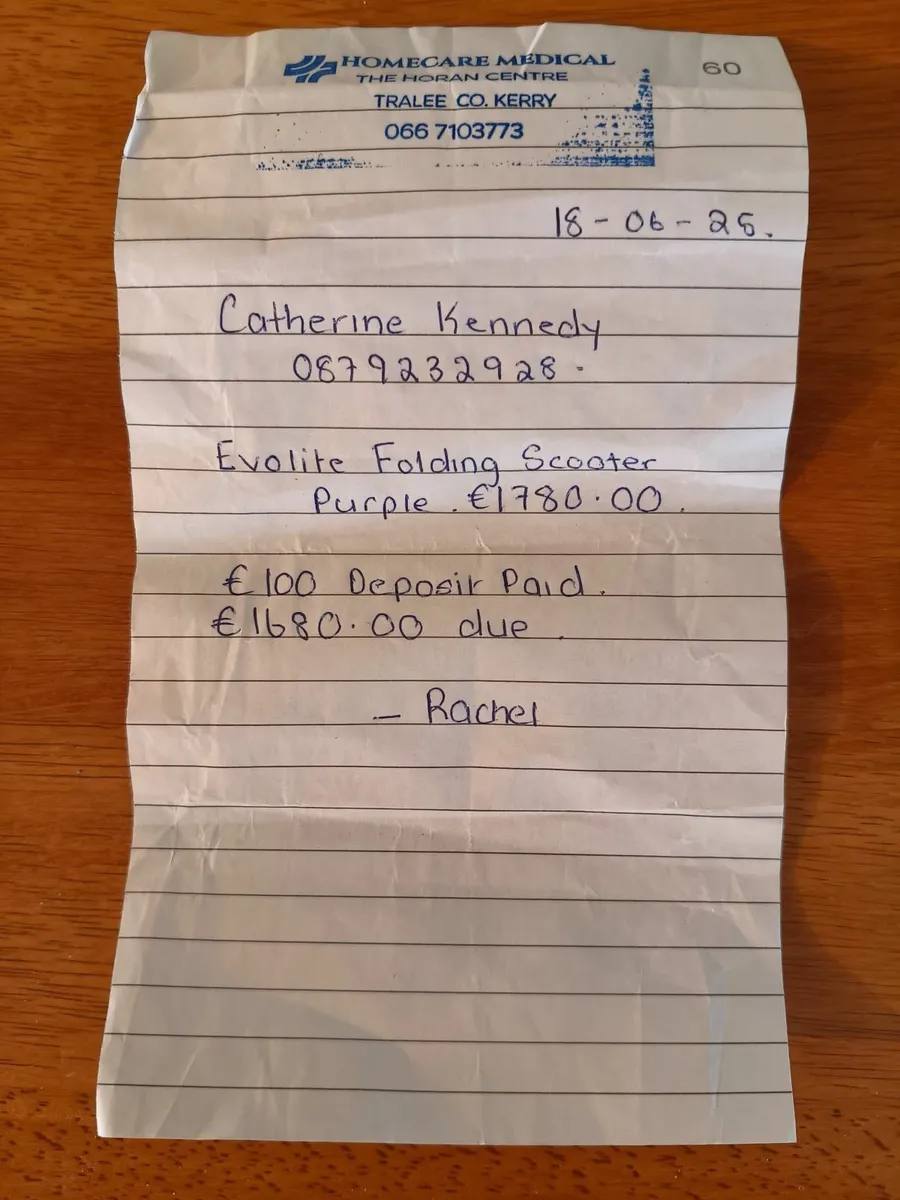 HOMECARE MEDICAL
60
THE HORAN CENTRE
TRALEE CO. KERRY
066 7103773
18-06-25.
Catherine Kennedy
0879232928.
Evolite Folding Scooter
Purple. €1780.00.
€100 Deposit Paid.
€1680.00 due.
– Rachel